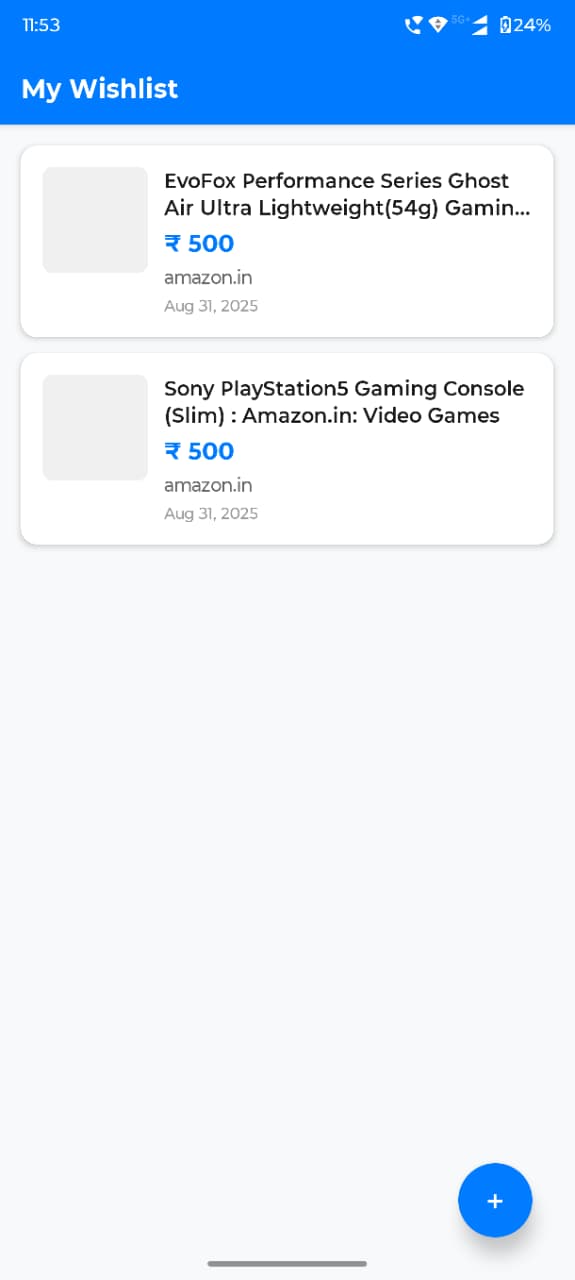 11:53
5G+
24%
My Wishlist
EvoFox Performance Series Ghost
Air Ultra Lightweight(54g) Gamin...
₹ 500
amazon.in
Aug 31, 2025
Sony PlayStation5 Gaming Console
(Slim) : Amazon.in: Video Games
₹ 500
amazon.in
Aug 31, 2025
+